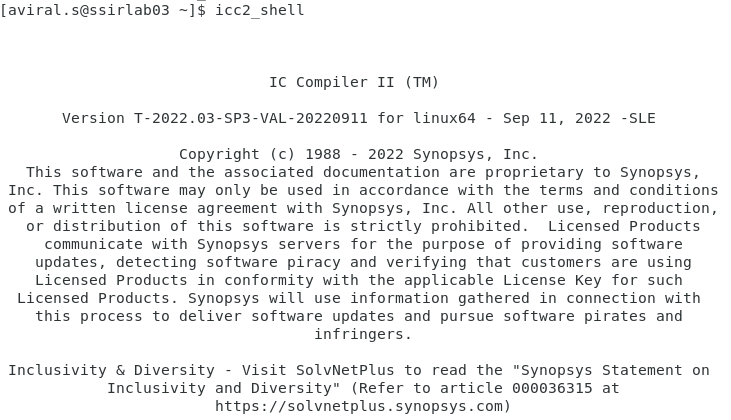 [aviral.s@ssirlab03 ~]$ icc2_shell
IC Compiler II (TM)
Version T-2022.03-SP3-VAL-20220911 for linux64 - Sep 11, 2022 -SLE
Copyright (c) 1988 - 2022 Synopsys, Inc.
This software and the associated documentation are proprietary to Synopsys,
Inc. This software may only be used in accordance with the terms and conditions
of a written license agreement with Synopsys, Inc. All other use, reproduction,
or distribution of this software is strictly prohibited.  Licensed Products
communicate with Synopsys servers for the purpose of providing software
updates, detecting software piracy and verifying that customers are using
Licensed Products in conformity with the applicable License Key for such
Licensed Products. Synopsys will use information gathered in connection with
this process to deliver software updates and pursue software pirates and
infringers.
Inclusivity & Diversity - Visit SolvNetPlus to read the "Synopsys Statement on
Inclusivity and Diversity" (Refer to article 000036315 at
https://solvnetplus.synopsys.com)